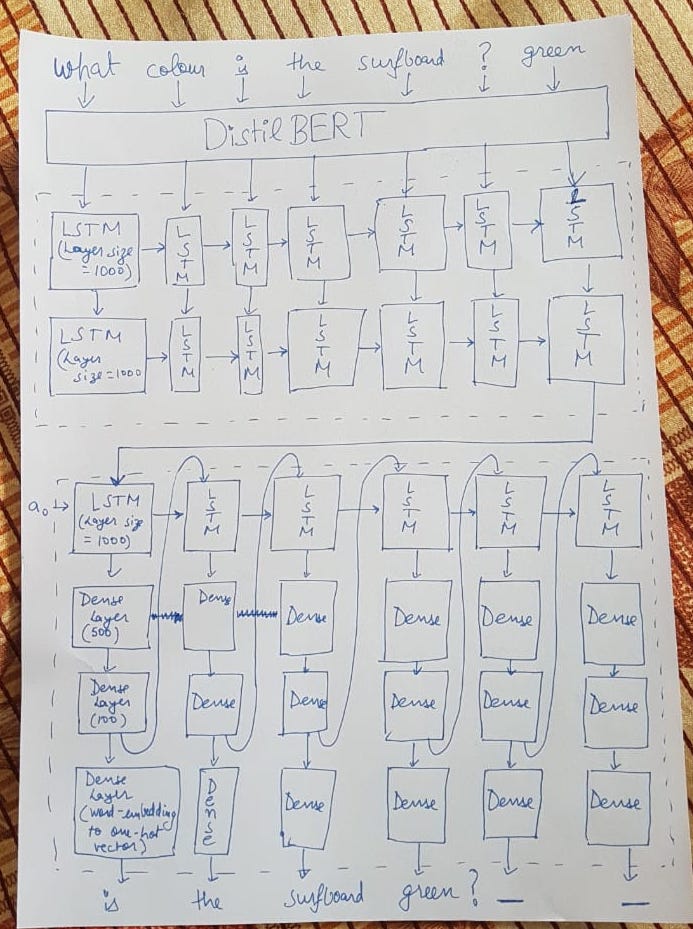 what colour is the surfboard ? green
DistilBERT
LSTM
(Layer size
= 1000)
LSTM
LSTM
LSTM
LSTM
LSTM
LSTM
LSTM
(Layer
size=1000
LSTM
LSTM
LSTM
LSTM
LSTM
LSTM
a₀
LSTM
(Layer size
= 1000)
LSTM
LSTM
LSTM
LSTM
LSTM
Dense
Layer
(500)
Dense
Dense
Dense
Dense
Dense
Dense
Layer
(100)
Dense
Dense
Dense
Dense
Dense
Dense
Layer
(word-embedding
to one-hot
vector)
Dense
Dense
Dense
Dense
Dense
is the surfboard green ? — —